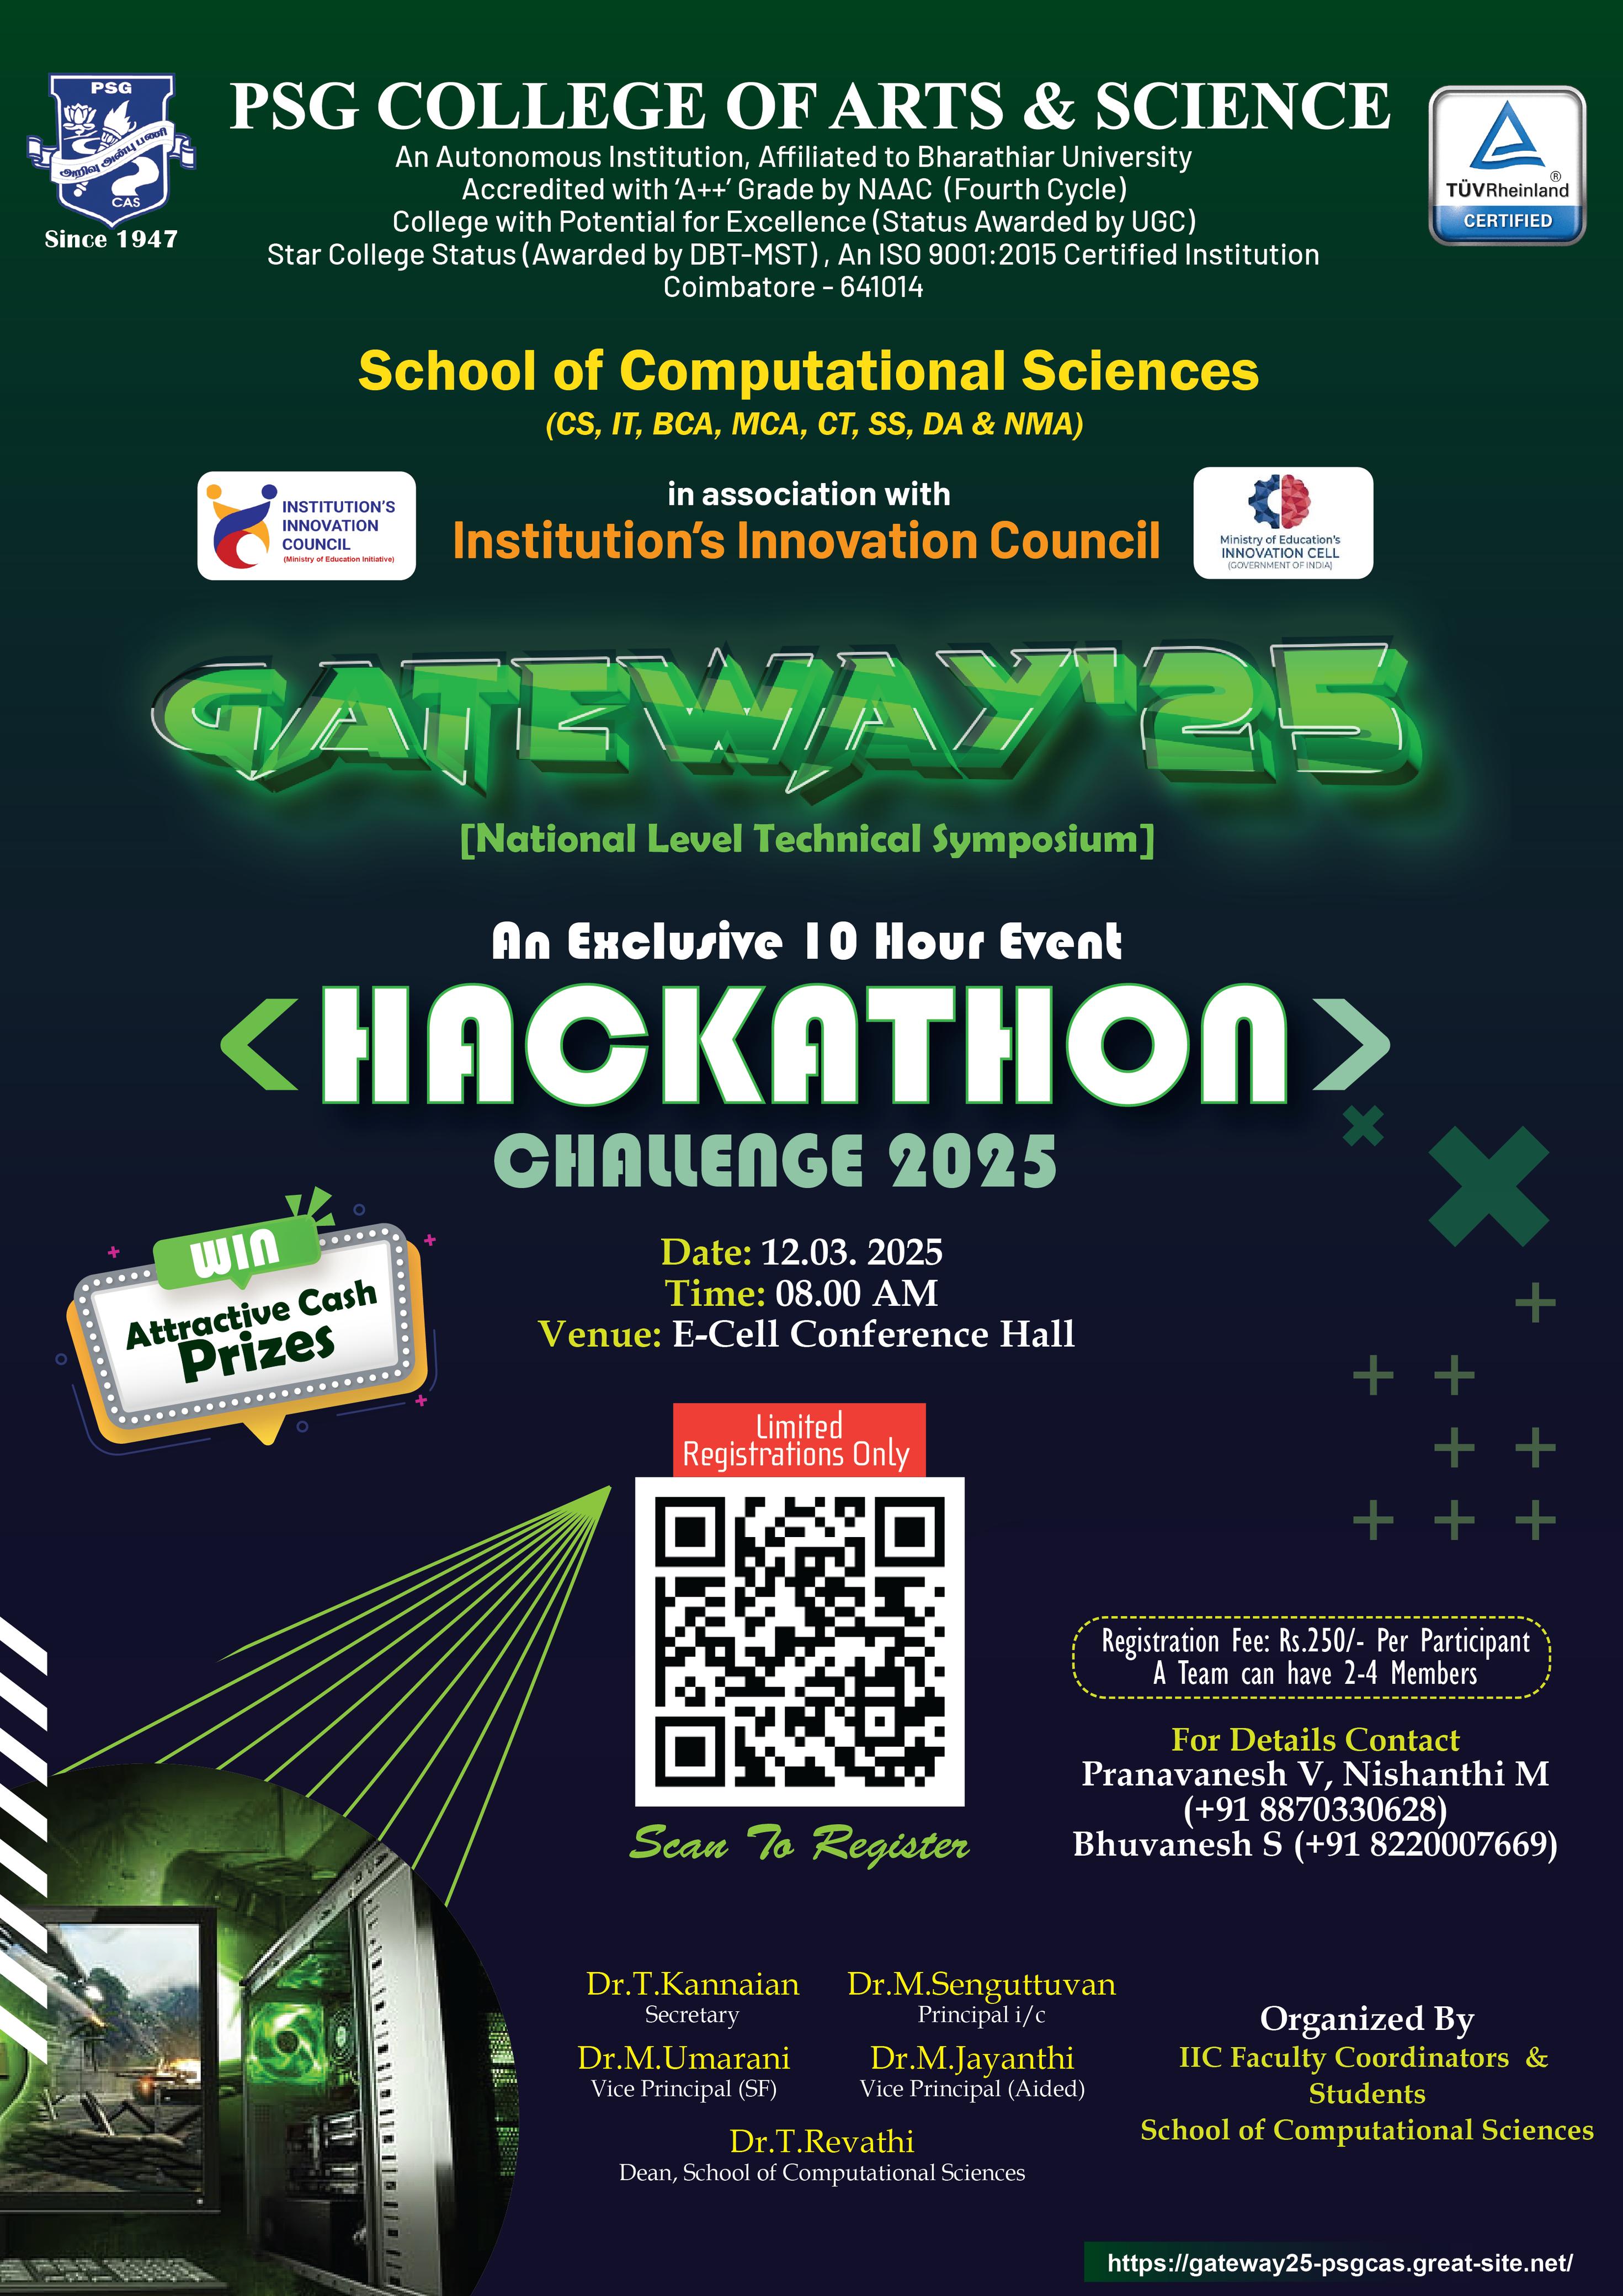 PSG
அறிவு அன்பு பணி
CAS
Since 1947
PSG COLLEGE OF ARTS & SCIENCE
An Autonomous Institution, Affiliated to Bharathiar University
Accredited with ‘A++’ Grade by NAAC (Fourth Cycle)
College with Potential for Excellence (Status Awarded by UGC)
Star College Status (Awarded by DBT-MST) , An ISO 9001:2015 Certified Institution
Coimbatore - 641014
TÜVRheinland®
CERTIFIED
School of Computational Sciences
(CS, IT, BCA, MCA, CT, SS, DA & NMA)
INSTITUTION'S
INNOVATION
COUNCIL
(Ministry of Education Initiative)
in association with
Institution’s Innovation Council
Ministry of Education's
INNOVATION CELL
(GOVERNMENT OF INDIA)
GATEWAY'25
[National Level Technical Symposium]
An Exclusive 10 Hour Event
<HACKATHON>
CHALLENGE 2025
WIN
Attractive Cash
Prizes
Date: 12.03. 2025
Time: 08.00 AM
Venue: E-Cell Conference Hall
Limited
Registrations Only
Scan To Register
Registration Fee: Rs.250/- Per Participant
A Team can have 2-4 Members
For Details Contact
Pranavanesh V, Nishanthi M
(+91 8870330628)
Bhuvanesh S (+91 8220007669)
Dr.T.Kannaian
Secretary
Dr.M.Senguttuvan
Principal i/c
Dr.M.Umarani
Vice Principal (SF)
Dr.M.Jayanthi
Vice Principal (Aided)
Dr.T.Revathi
Dean, School of Computational Sciences
Organized By
IIC Faculty Coordinators &
Students
School of Computational Sciences
https://gateway25-psgcas.great-site.net/